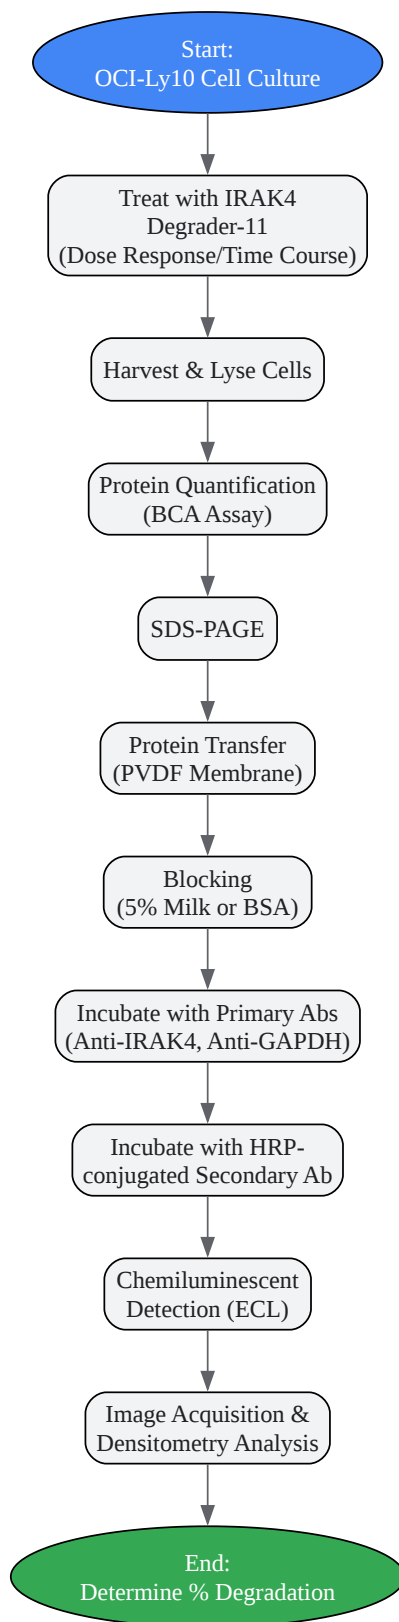 Start:
OCI-Ly10 Cell Culture
Treat with IRAK4
Degrader-11
(Dose Response/Time Course)
Harvest & Lyse Cells
Protein Quantification
(BCA Assay)
SDS-PAGE
Protein Transfer
(PVDF Membrane)
Blocking
(5% Milk or BSA)
Incubate with Primary Abs
(Anti-IRAK4, Anti-GAPDH)
Incubate with HRP-
conjugated Secondary Ab
Chemiluminescent
Detection (ECL)
Image Acquisition &
Densitometry Analysis
End:
Determine % Degradation